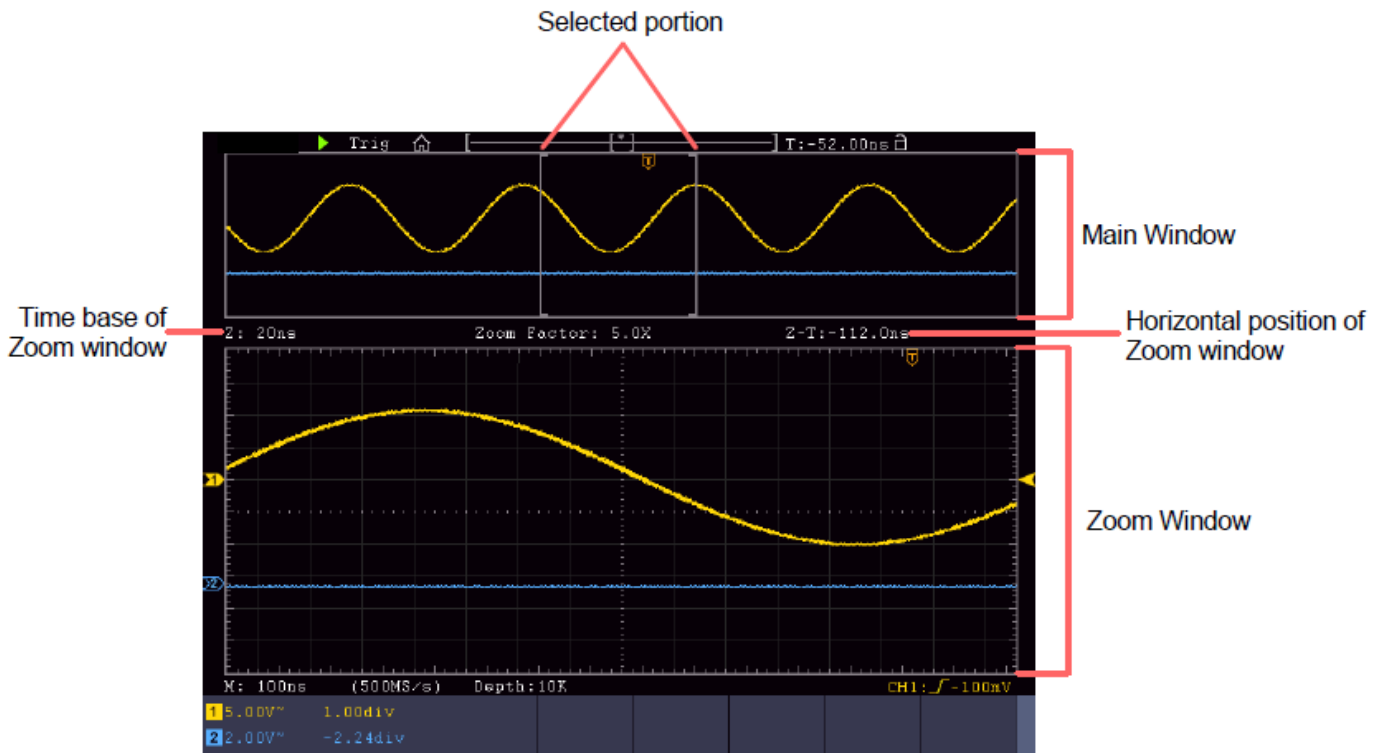 Selected portion
Trig T:-52.00ns
T
Main Window
Time base of
Zoom window
Z: 20ns Zoom Factor: 5.0X Z-T:-112.0ns
Horizontal position of
Zoom window
T
1
Zoom Window
2
M: 100ns (500MS/s) Depth:10K CH1: -100mV
1 5.00V~ 1.00div
2 2.00V~ -2.24div